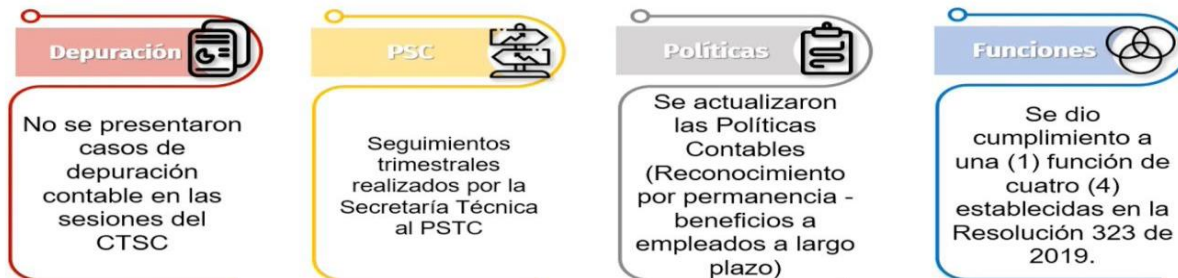 Depuración
No se presentaron
casos de
depuración
contable en las
sesiones del
CTSC
PSC
Seguimientos
trimestrales
realizados por la
Secretaría Técnica
al PSTC
Políticas
Se actualizaron
las Políticas
Contables
(Reconocimiento
por permanencia -
beneficios a
empleados a largo
plazo)
Funciones
Se dio
cumplimiento a
una (1) función de
cuatro (4)
establecidas en la
Resolución 323 de
2019.